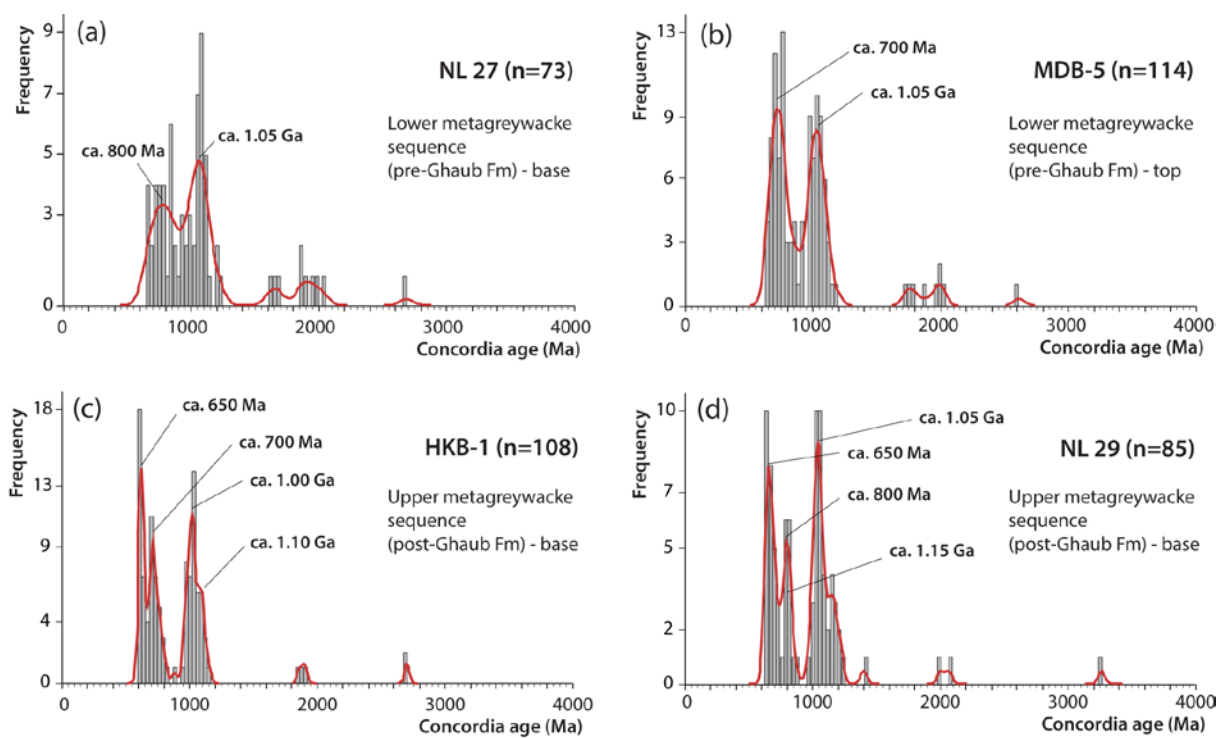 (a)
NL 27 (n=73)
Lower metagreywacke
sequence
(pre-Ghaub Fm) - base
ca. 800 Ma
ca. 1.05 Ga
Frequency
9
7
5
3
0
0
1000
2000
3000
4000
Concordia age (Ma)
(b)
MDB-5 (n=114)
Lower metagreywacke
sequence
(pre-Ghaub Fm) - top
ca. 700 Ma
ca. 1.05 Ga
Frequency
13
9
6
3
0
0
1000
2000
3000
4000
Concordia age (Ma)
(c)
HKB-1 (n=108)
Upper metagreywacke
sequence
(post-Ghaub Fm) - base
ca. 650 Ma
ca. 700 Ma
ca. 1.00 Ga
ca. 1.10 Ga
Frequency
18
13
9
4
0
0
1000
2000
3000
4000
Concordia age (Ma)
(d)
NL 29 (n=85)
Upper metagreywacke
sequence
(post-Ghaub Fm) - base
ca. 1.05 Ga
ca. 650 Ma
ca. 800 Ma
ca. 1.15 Ga
Frequency
10
7
5
2
0
0
1000
2000
3000
4000
Concordia age (Ma)